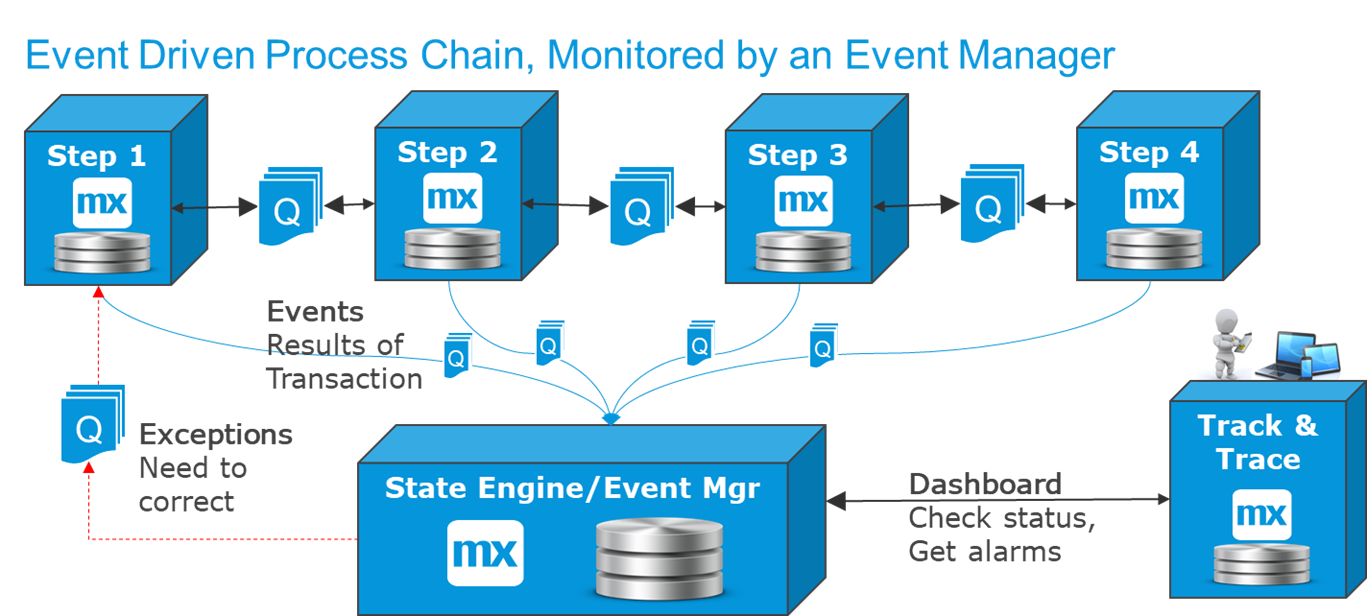 Event Driven Process Chain, Monitored by an Event Manager
Step 1
mx
Step 2
mx
Step 3
mx
Step 4
mx
Q
Q
Q
Events
Results of
Transaction
Q
Q
Q
Q
Q
Exceptions
Need to
correct
State Engine/Event Mgr
mx
Dashboard
Check status,
Get alarms
Track &
Trace
mx